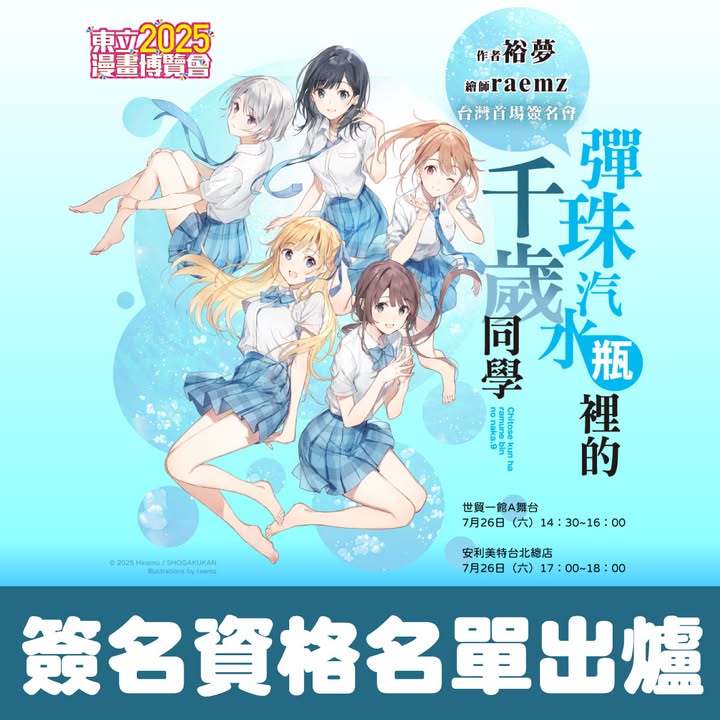 東立2025
漫畫博覽會
作者裕夢
繪師raemz
台灣首場簽名會
彈珠汽水瓶裡的
千歲同學
Chitose kun ha
ramune bin
no naka.9
世貿一館A舞台
7月26日（六）14：30~16：00
安利美特台北總店
7月26日（六）17：00~18：00
© 2025 Hiromu / SHOGAKUKAN
Illustrations by raemz
簽名資格名單出爐